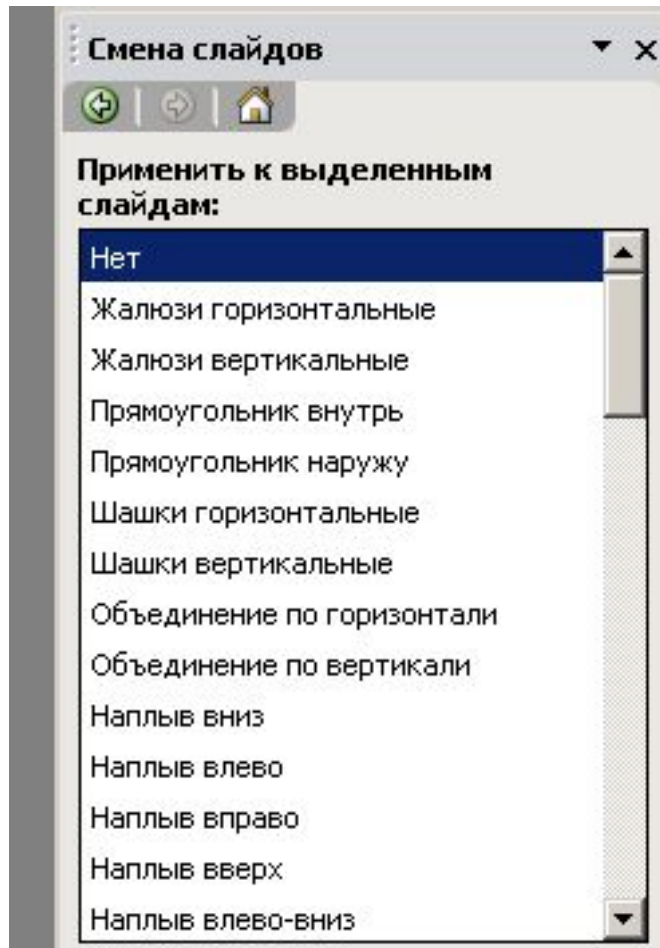 Смена слайдов
Применить к выделенным
слайдам:
Нет
Жалюзи горизонтальные
Жалюзи вертикальные
Прямоугольник внутрь
Прямоугольник наружу
Шашки горизонтальные
Шашки вертикальные
Объединение по горизонтали
Объединение по вертикали
Наплыв вниз
Наплыв влево
Наплыв вправо
Наплыв вверх
Наплыв влево-вниз